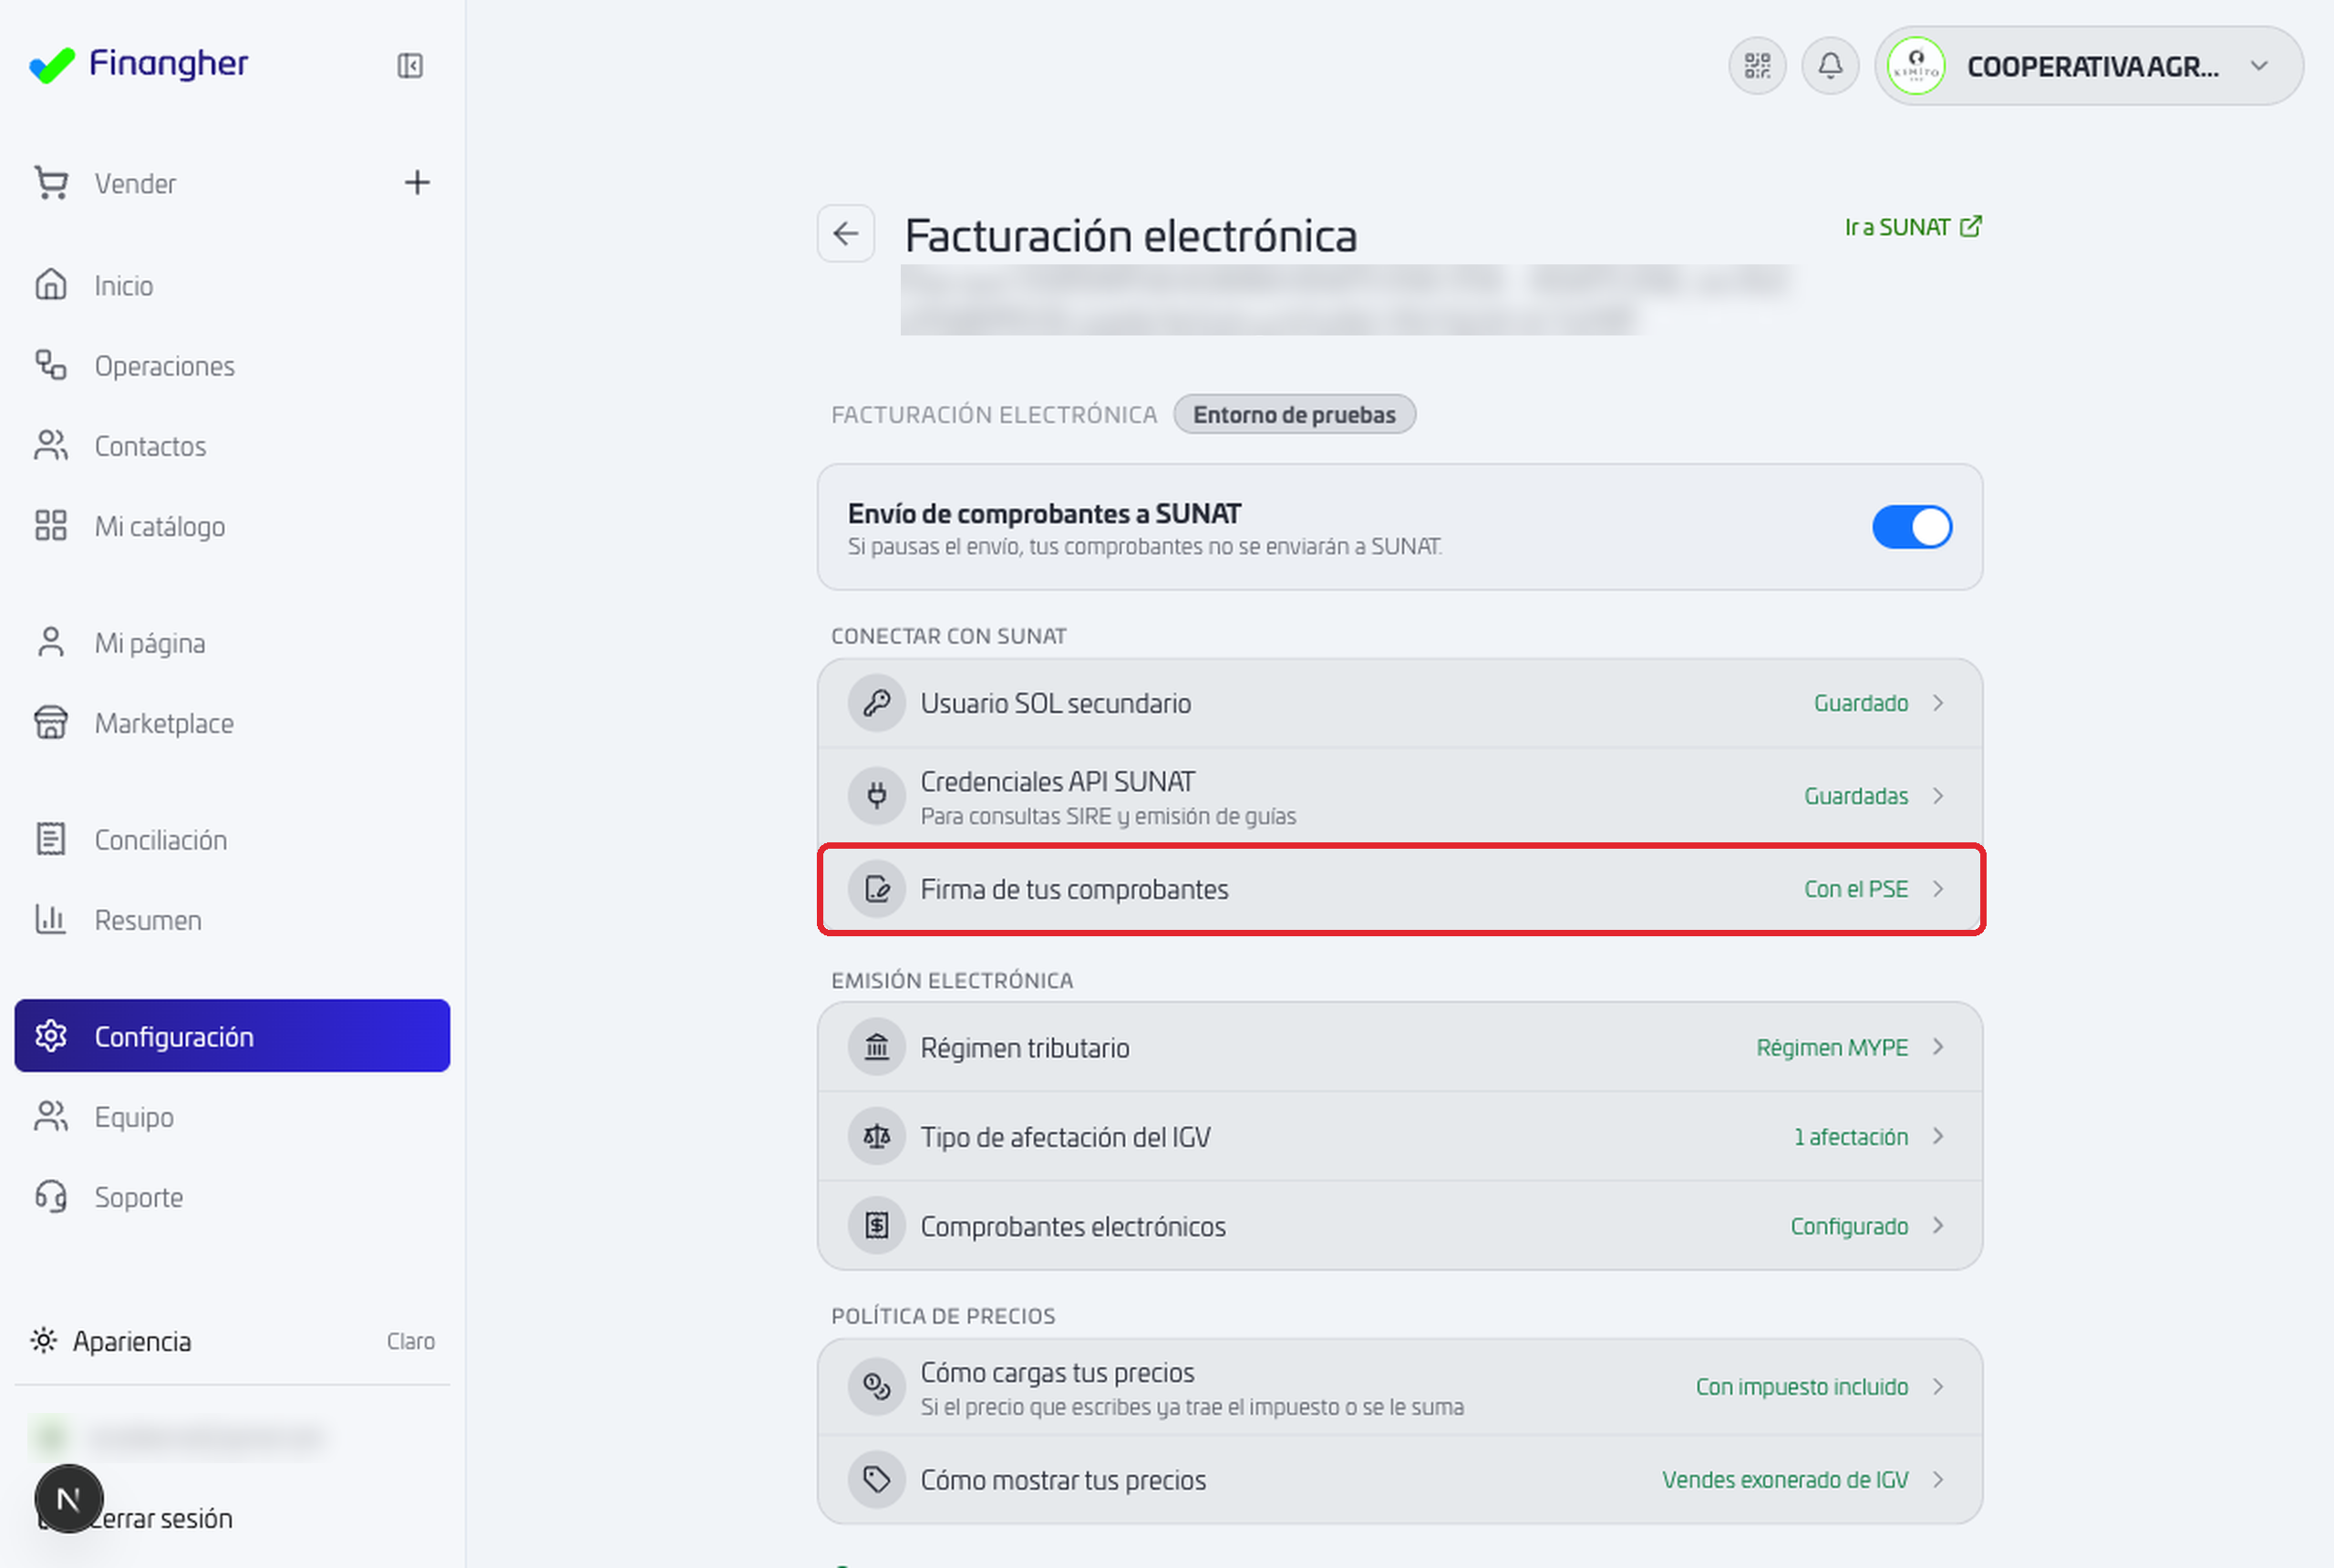 Finangher
KIMITO
COOPERATIVA AGR...
Vender
Inicio
Operaciones
Contactos
Mi catálogo
Mi página
Marketplace
Conciliación
Resumen
Configuración
Equipo
Soporte
Apariencia
Claro
N
Cerrar sesión
Facturación electrónica
Ir a SUNAT
FACTURACIÓN ELECTRÓNICA
Entorno de pruebas
Envío de comprobantes a SUNAT
Si pausas el envío, tus comprobantes no se enviarán a SUNAT.
CONECTAR CON SUNAT
Usuario SOL secundario
Guardado
Credenciales API SUNAT
Para consultas SIRE y emisión de guías
Guardadas
Firma de tus comprobantes
Con el PSE
EMISIÓN ELECTRÓNICA
Régimen tributario
Régimen MYPE
Tipo de afectación del IGV
1 afectación
Comprobantes electrónicos
Configurado
POLÍTICA DE PRECIOS
Cómo cargas tus precios
Si el precio que escribes ya trae el impuesto o se le suma
Con impuesto incluido
Cómo mostrar tus precios
Vendes exonerado de IGV